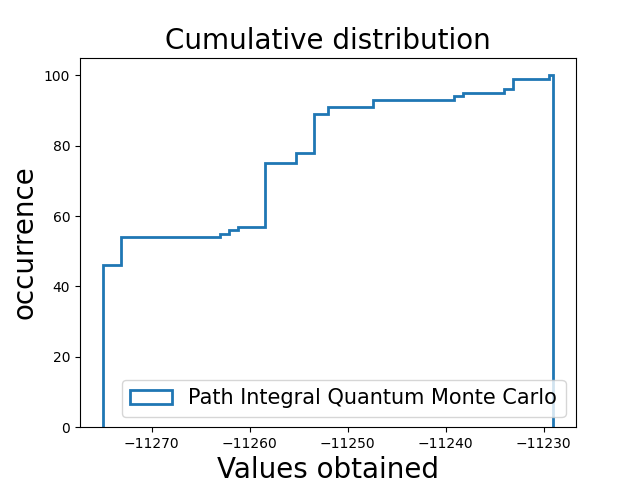 Cumulative distribution
occurrence
100
80
60
40
20
0
Path Integral Quantum Monte Carlo
−11270 −11260 −11250 −11240 −11230
Values obtained